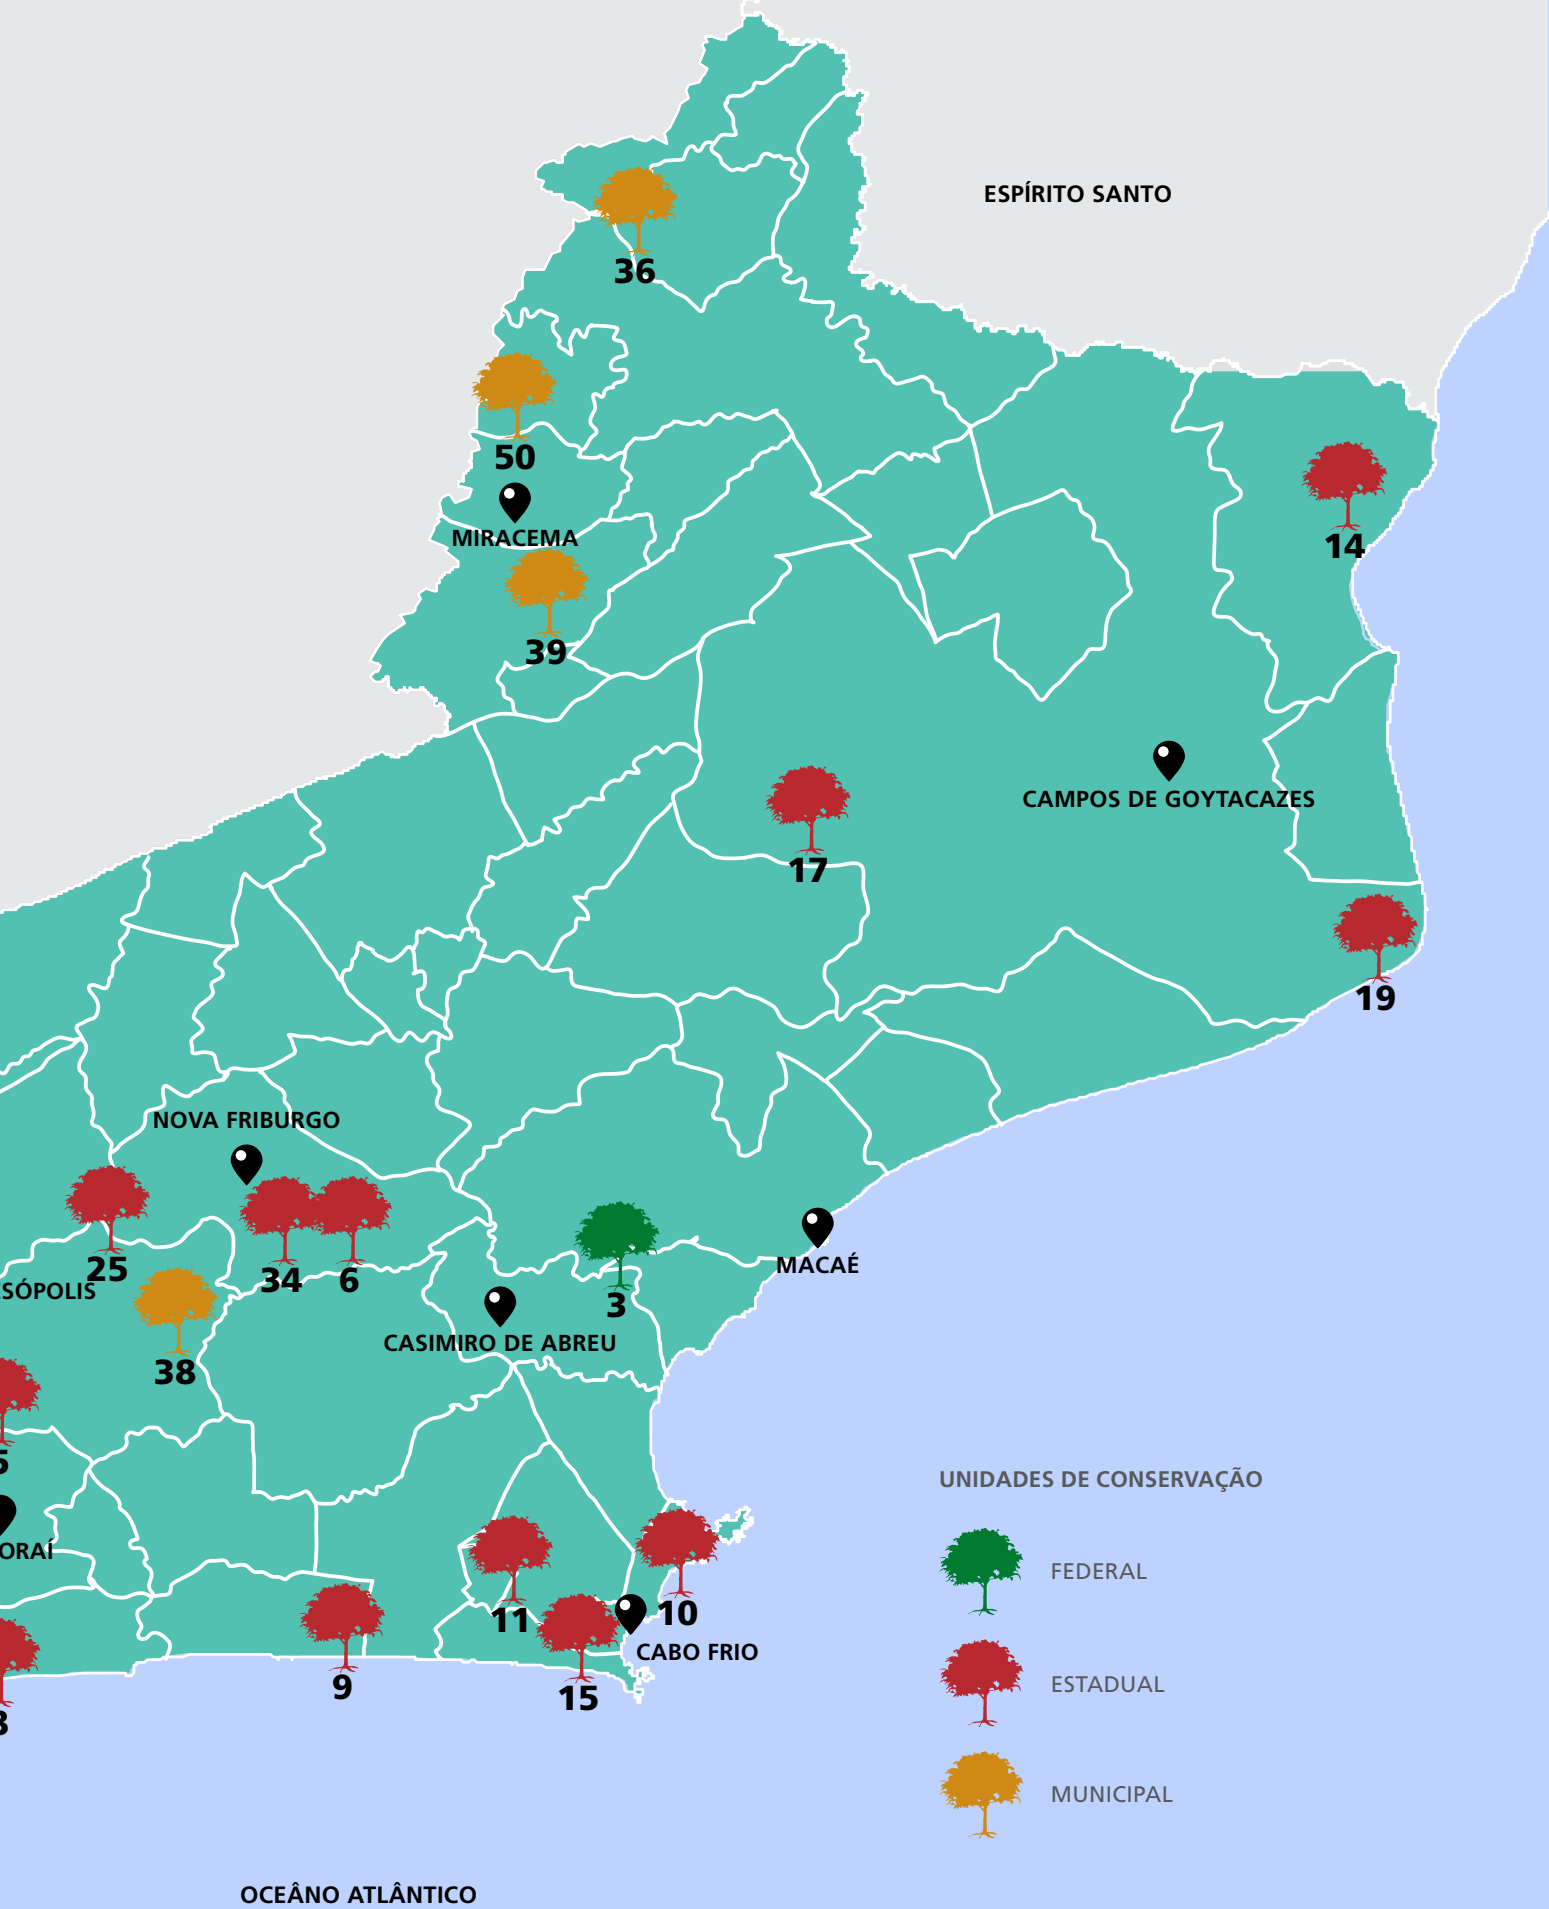 ESPÍRITO SANTO
36
50
MIRACEMA
14
39
CAMPOS DE GOYTACAZES
17
19
NOVA FRIBURGO
25
34
6
SÓPOLIS
3
MACAÉ
CASIMIRO DE ABREU
38
5
UNIDADES DE CONSERVAÇÃO
ORAÍ
FEDERAL
11
10
CABO FRIO
9
15
ESTADUAL
MUNICIPAL
OCEÂNO ATLÂNTICO